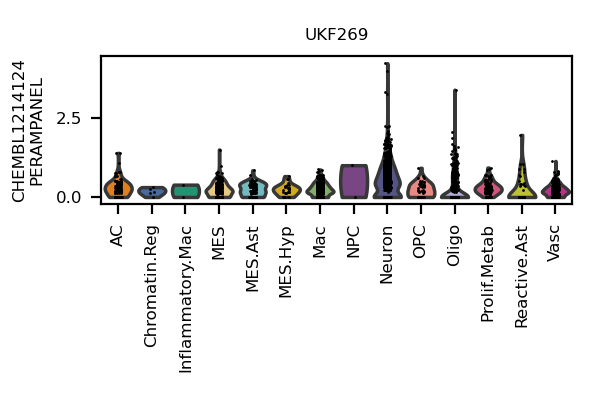 UKF269
CHEMBL1214124
PERAMPANEL
2.5
0.0
AC
Chromatin.Reg
Inflammatory.Mac
MES
MES.Ast
MES.Hyp
Mac
NPC
Neuron
OPC
Oligo
Prolif.Metab
Reactive.Ast
Vasc